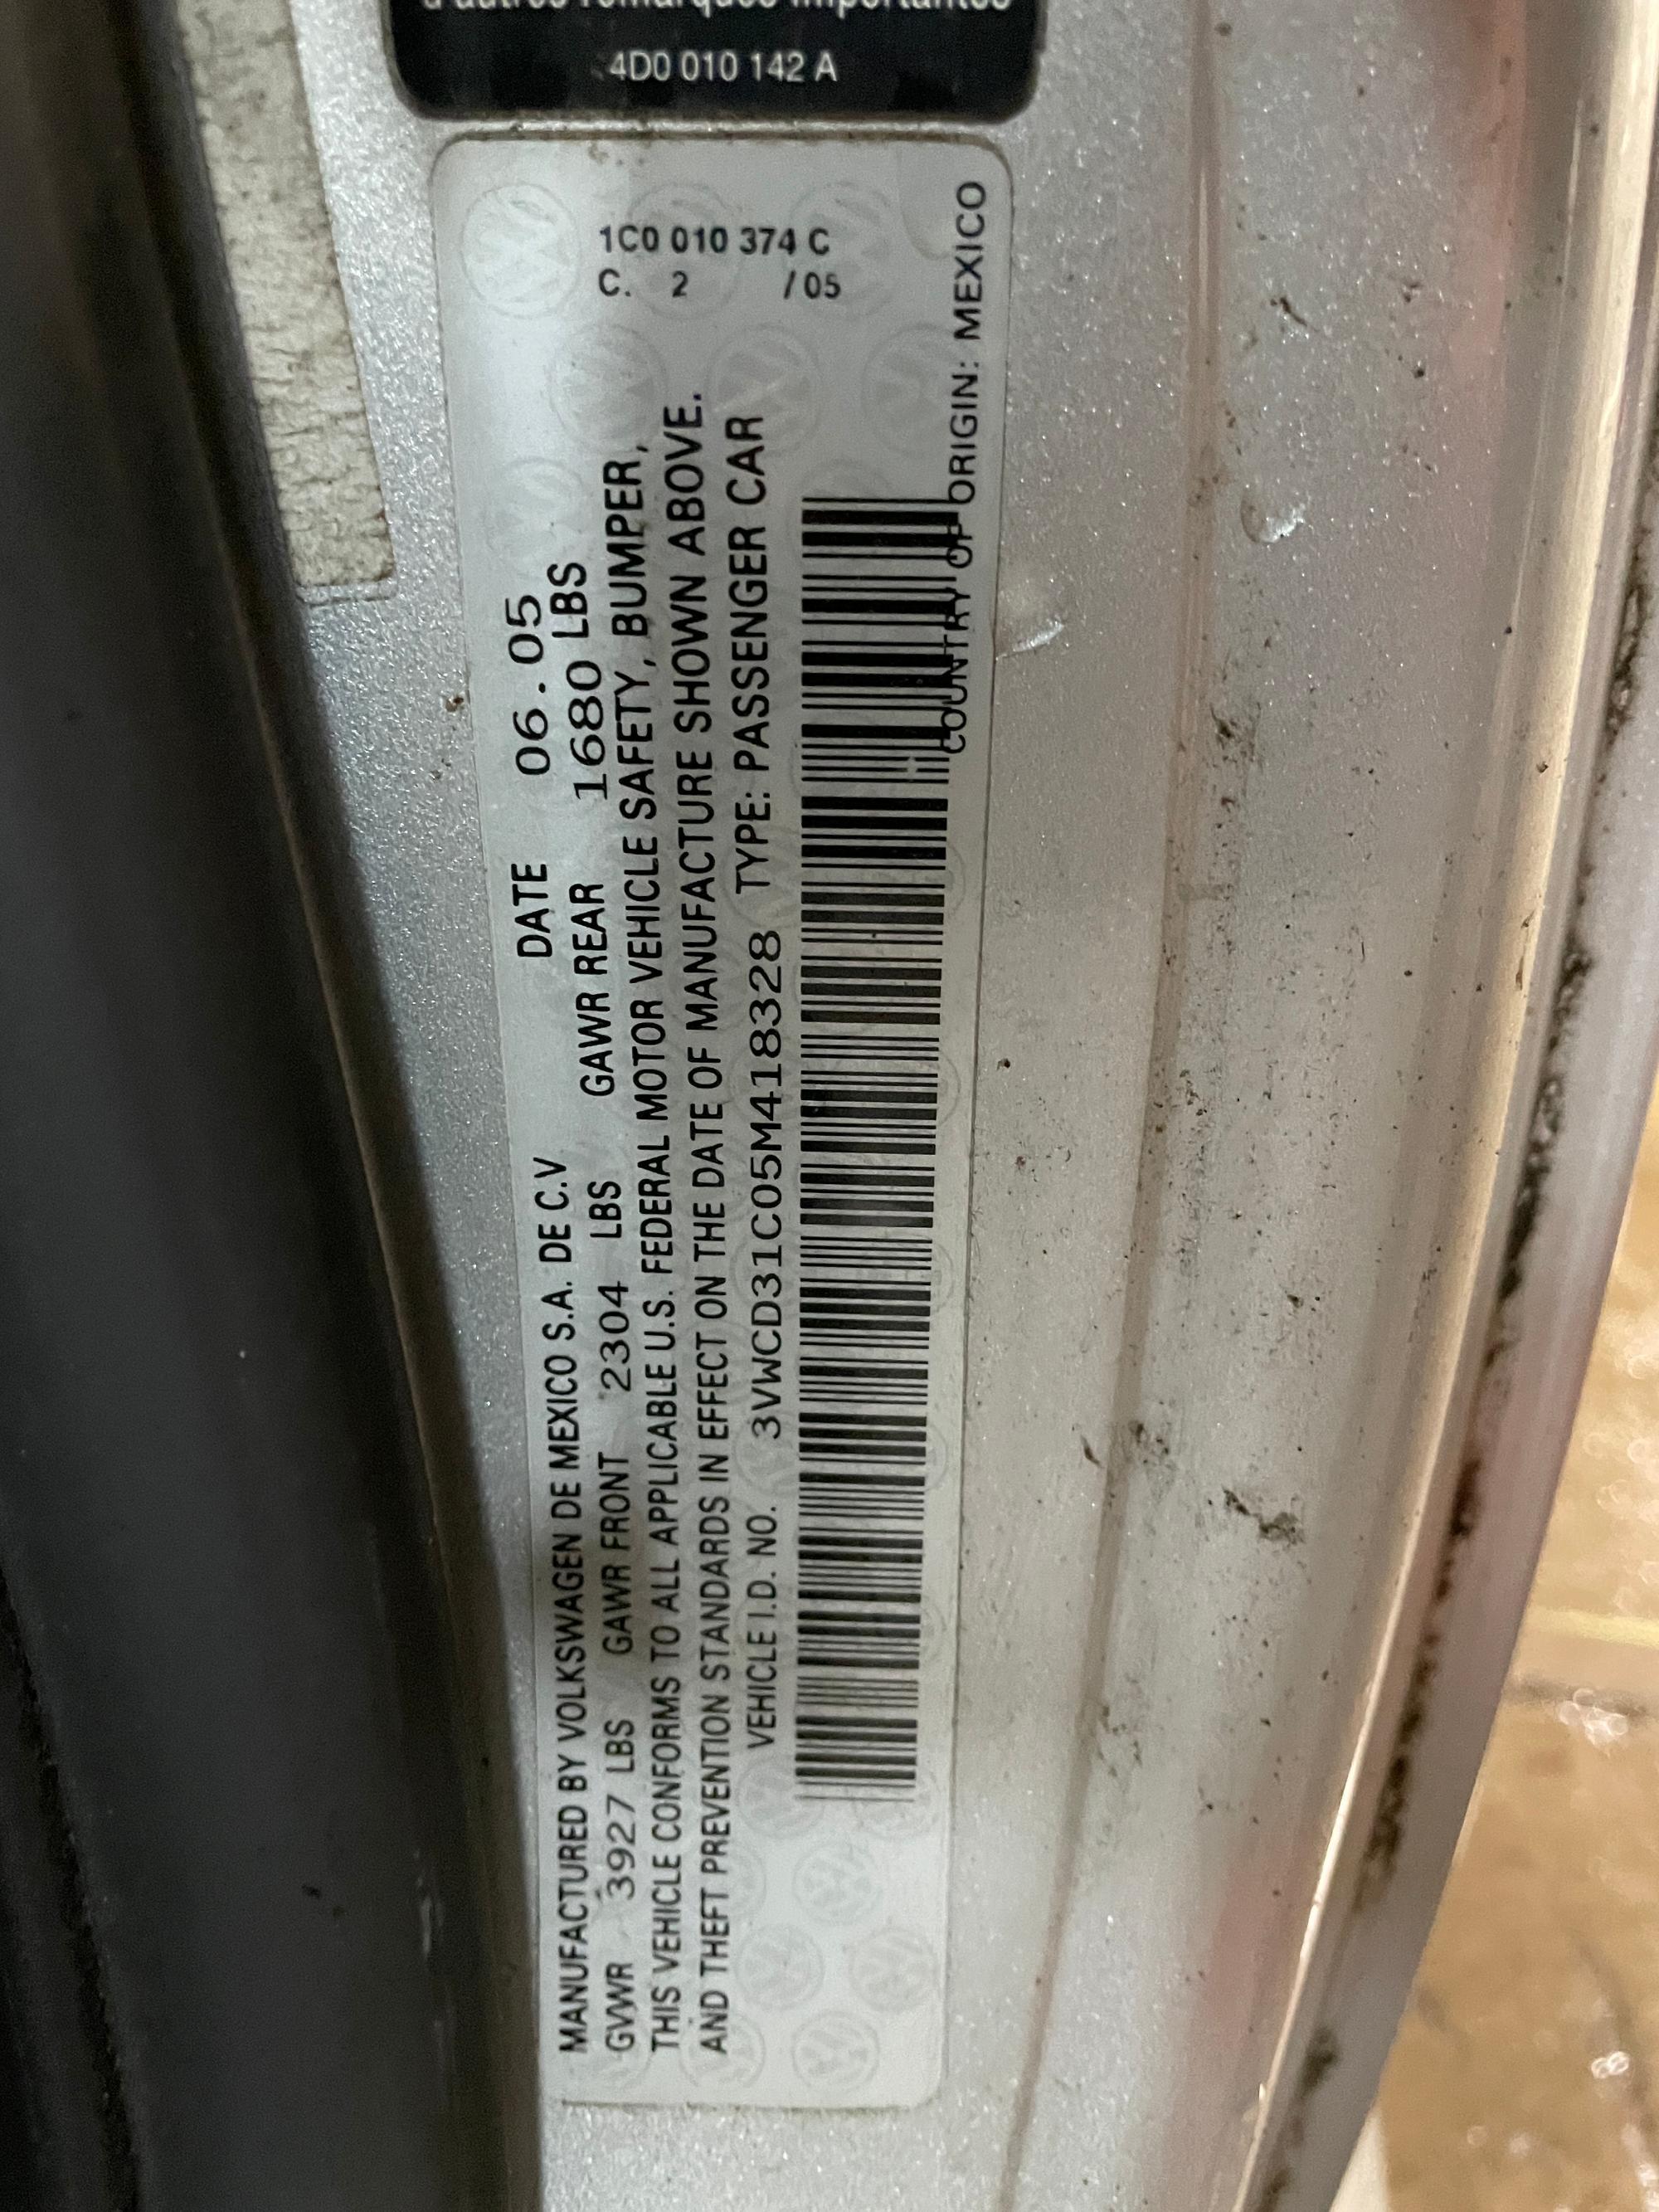 d'autres remarques importantes
4D0 010 142 A
1C0 010 374 C
C. 2 /05
MANUFACTURED BY VOLKSWAGEN DE MEXICO S.A. DE C.V DATE 06.05
GVWR 3927 LBS GAWR FRONT 2304 LBS GAWR REAR 1680 LBS
THIS VEHICLE CONFORMS TO ALL APPLICABLE U.S. FEDERAL MOTOR VEHICLE SAFETY, BUMPER,
AND THEFT PREVENTION STANDARDS IN EFFECT ON THE DATE OF MANUFACTURE SHOWN ABOVE.
VEHICLE I.D. NO. 3VWCD31C05M418328 TYPE: PASSENGER CAR
COUNTRY OF ORIGIN: MEXICO